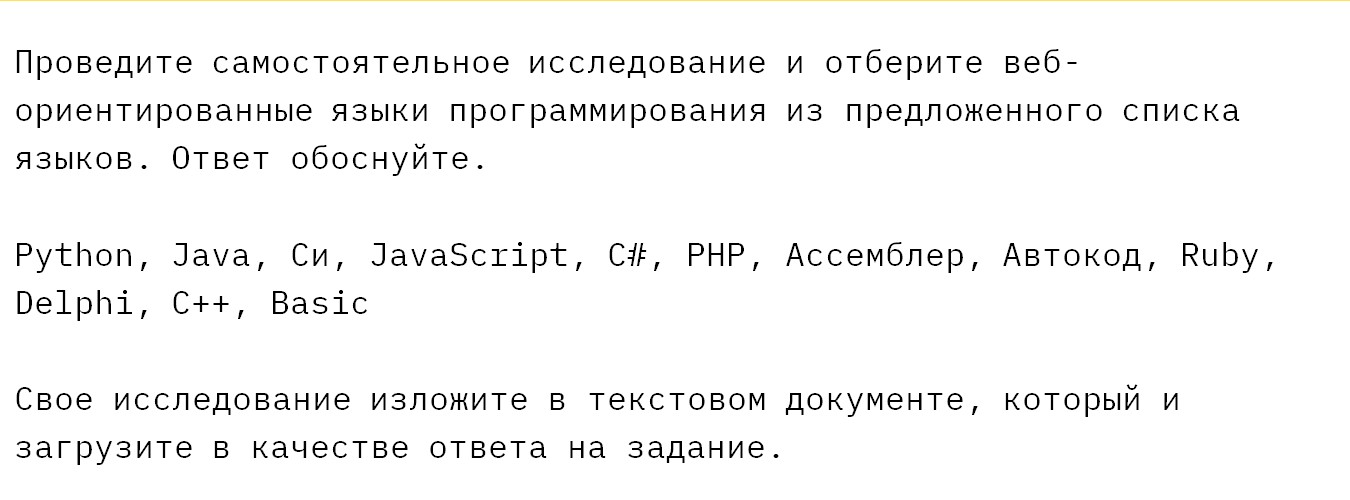 Проведите самостоятельное исследование и отберите веб-
ориентированные языки программирования из предложенного списка
языков. Ответ обоснуйте.
Python, Java, Си, JavaScript, C#, PHP, Ассемблер, Автокод, Ruby,
Delphi, C++, Basic
Свое исследование изложите в текстовом документе, который и
загрузите в качестве ответа на задание.